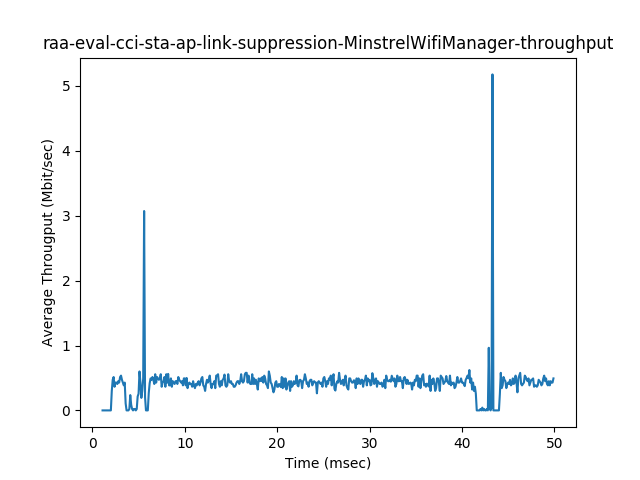 raa-eval-cci-sta-ap-link-suppression-MinstrelWifiManager-throughput
5
4
3
2
1
0
Average Througput (Mbit/sec)
0 10 20 30 40 50
Time (msec)